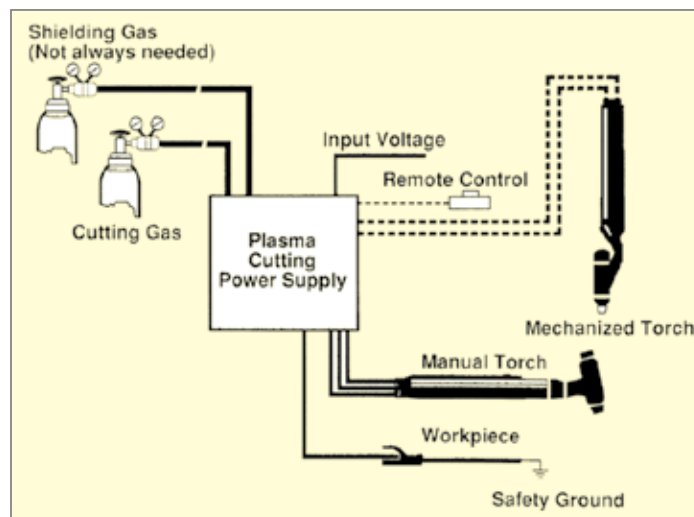 Shielding Gas
(Not always needed)
Input Voltage
Remote Control
Cutting Gas
Plasma
Cutting
Power Supply
Mechanized Torch
Manual Torch
Workpiece
Safety Ground